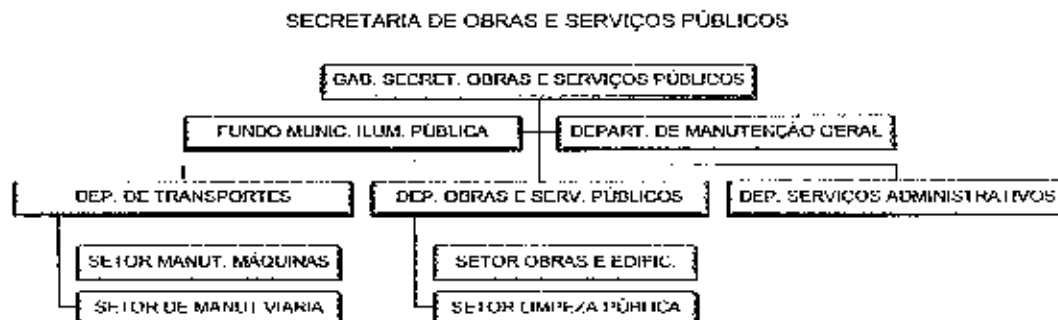 SECRETARIA DE OBRAS E SERVIÇOS PÚBLICOS
GAB. SECRET. OBRAS E SERVIÇOS PÚBLICOS
FUNDO MUNIC. ILUM. PÚBLICA
DEPART. DE MANUTENÇÃO GERAL
DEP. DE TRANSPORTES
DEP. OBRAS E SERV. PÚBLICOS
DEP. SERVIÇOS ADMINISTRATIVOS
SETOR MANUT. MÁQUINAS
SETOR OBRAS E EDIFIC.
SETOR DE MANUT VIARIA
SETOR LIMPEZA PÚBLICA